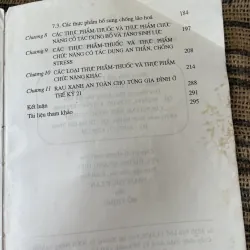 7.3. Các thực phẩm bổ sung chống lão hoá 184
Chương 8 CÁC THỰC PHẨM-THUỐC VÀ THỰC PHẨM CHỨC 197
NĂNG CÓ TÁC DỤNG BỔ VÀ TĂNG SINH LỰC
Chương 9 CÁC THỰC PHẨM-THUỐC VÀ THỰC PHẨM 208
CHỨC NĂNG CÓ TÁC DỤNG AN THẦN, CHỐNG
STRESS
Chương 10 CÁC LOẠI THỰC PHẨM-THUỐC VÀ THỰC PHẨM 214
CHỨC NĂNG KHÁC
Chương 11 RAU XANH AN TOÀN CHO TỪNG GIA ĐÌNH Ở 288
THẾ KỶ 21
Kết luận 291
Tài liệu tham khảo 295